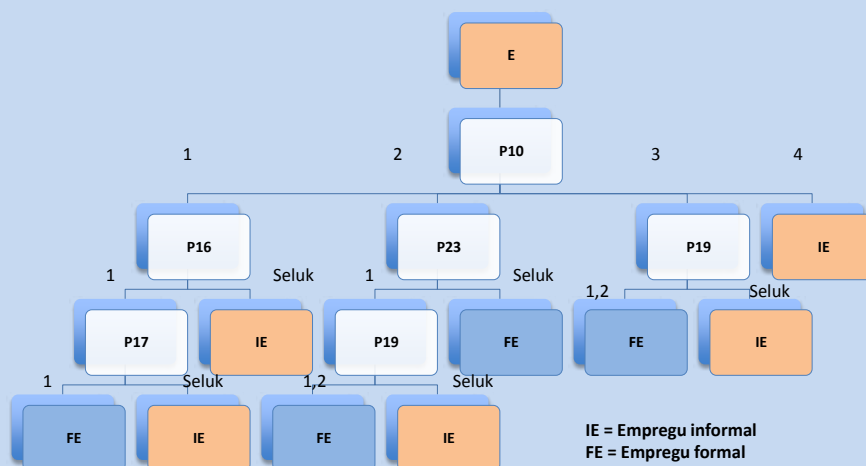 E
P10
1
2
3
4
P16
P23
P19
IE
1
Seluk
1
Seluk
1,2
Seluk
P17
IE
P19
FE
FE
IE
1
Seluk
1,2
Seluk
FE
IE
FE
IE
IE = Empregu informal
FE = Empregu formal